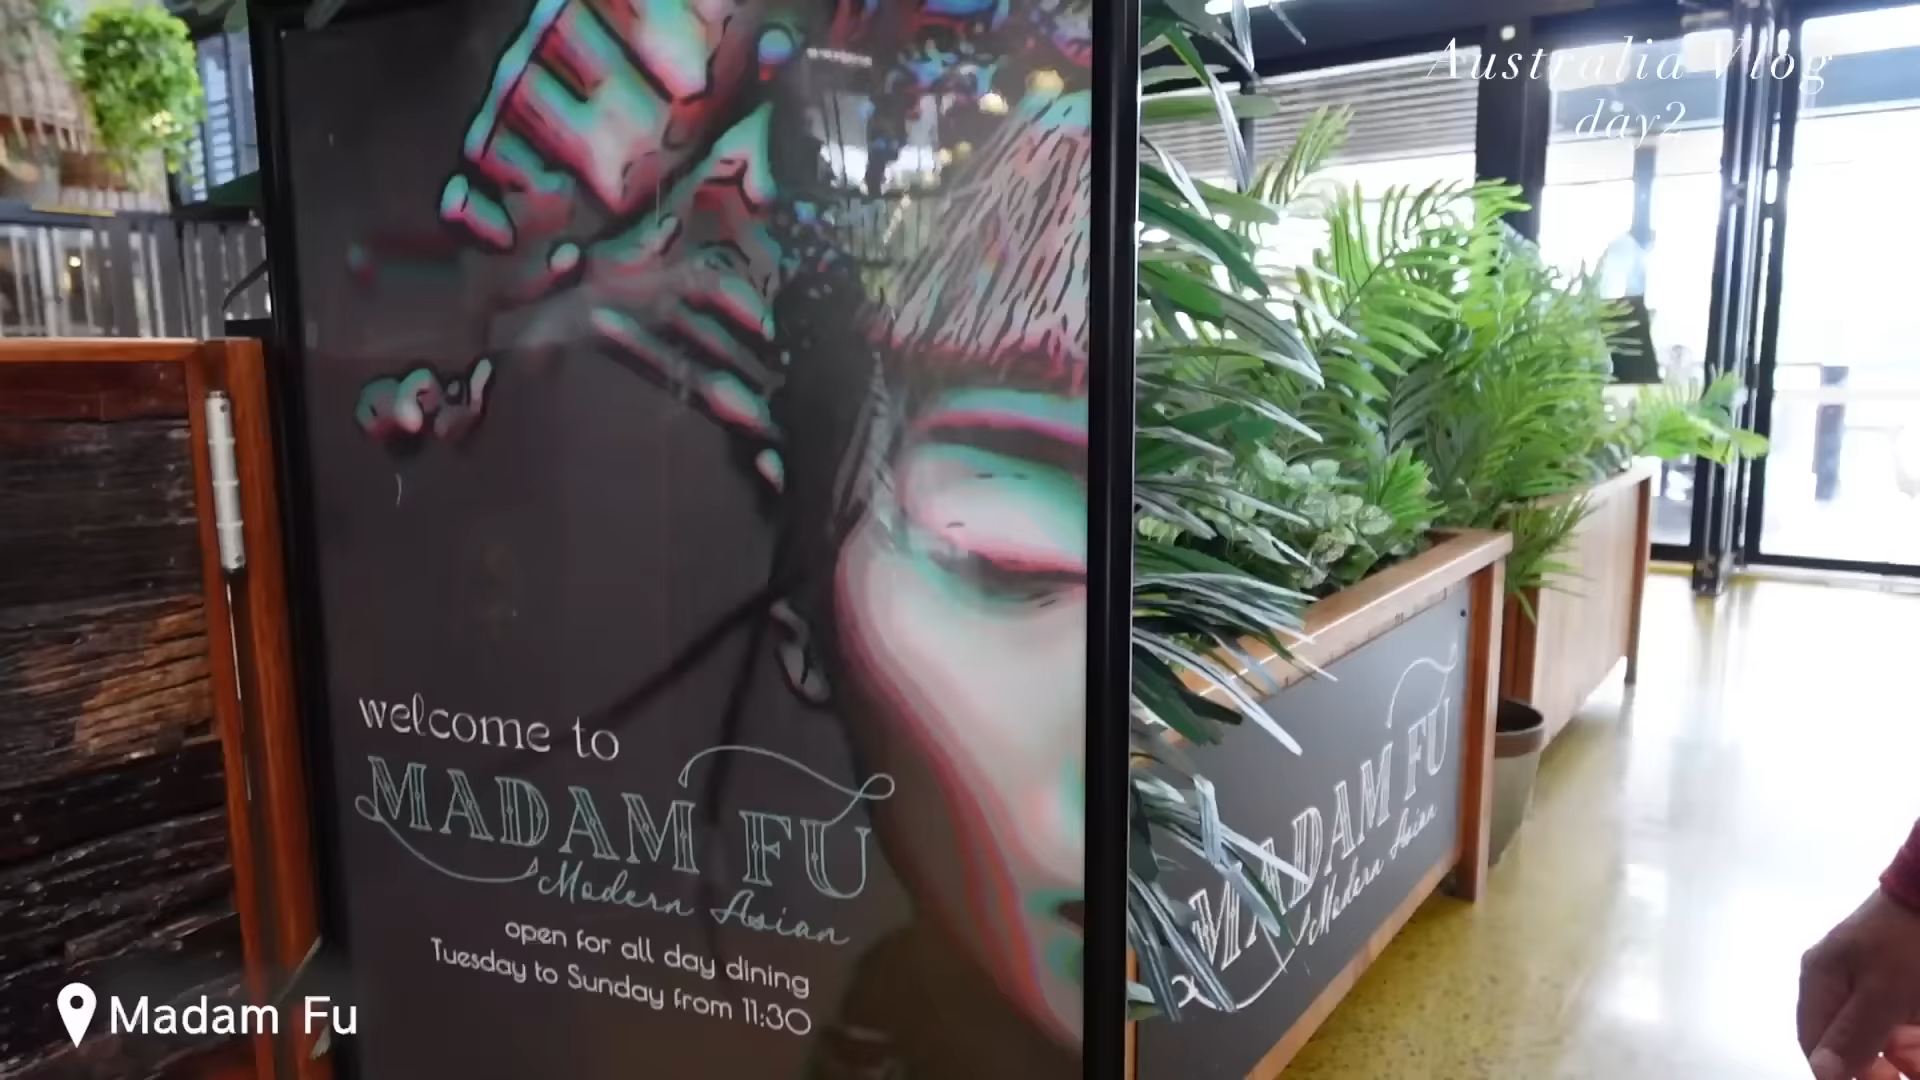 Australia Vlog
day2
welcome to
MADAM FU
Modern Asian
open for all day dining
Tuesday to Sunday from 11:30
MADAM FU
Modern Asian
Madam Fu